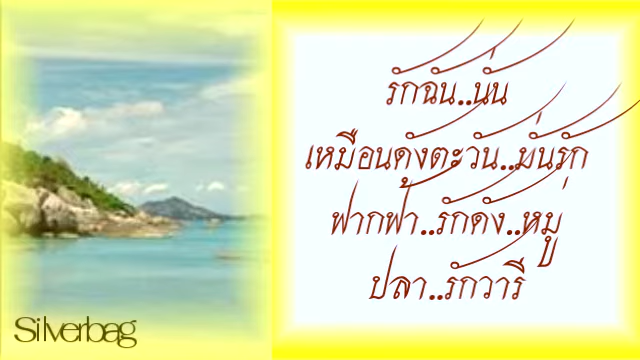 รักฉัน..นั่น
เหมือนดั่งตะวัน..มั่นรัก
ฟากฟ้า..รักดัง..หมู่
ปลา..รักวารี
Silverbag